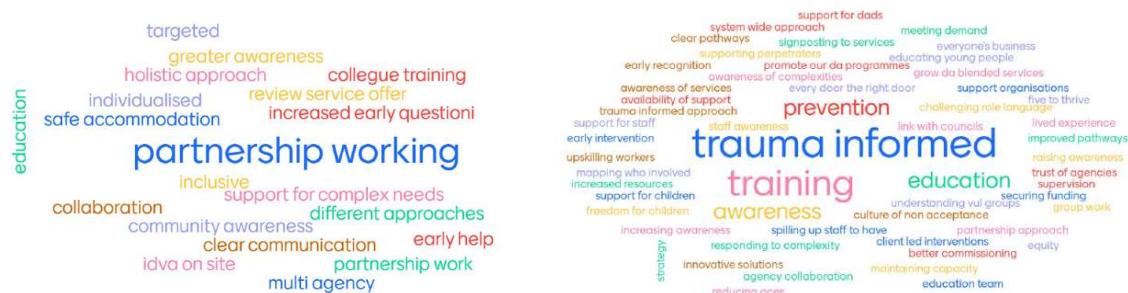 targeted
greater awareness
holistic approach
collegue training
individualised
review service offer
safe accommodation
increased early questioni
education
partnership working
inclusive
support for complex needs
collaboration
different approaches
community awareness
clear communication
early help
idva on site
partnership work
multi agency
support for dads
system wide approach
meeting demand
clear pathways
signposting to services
everyone's business
supporting perpetrators
educating young people
early recognition
promote our da programmes
awareness of complexities
grow da blended services
awareness of services
every door the right door
support organisations
availability of support
prevention
five to thrive
trauma informed approach
challenging role language
support for staff
staff awareness
link with councils
lived experience
early intervention
trauma informed
improved pathways
upskilling workers
raising awareness
mapping who involved
training
education
trust of agencies
increased resources
supervision
support for children
securing funding
understanding vul groups
freedom for children
awareness
culture of non acceptance
group work
increasing awareness
spilling up staff to have
partnership approach
strategy
responding to complexity
client led interventions
equity
better commissioning
innovative solutions
maintaining capacity
agency collaboration
education team
reducing aces